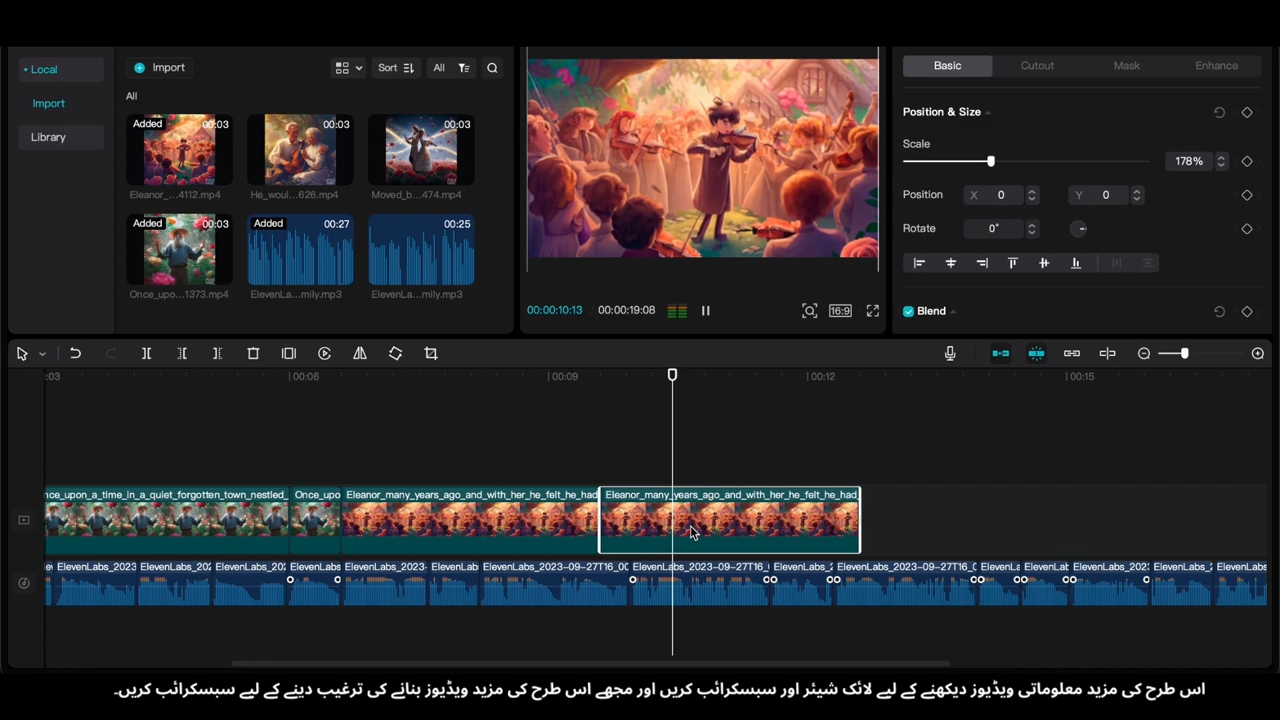 Local
Import
Library
Import
Sort
All
All
Added 00:03
Eleanor_...4112.mp4
00:03
He_woul...626.mp4
00:03
Moved_b...474.mp4
Added 00:03
Once_upo...1373.mp4
Added 00:27
ElevenLa...mily.mp3
00:25
ElevenLa...mily.mp3
00:00:10:13 00:00:19:08
16:9
Basic Cutout Mask Enhance
Position & Size
Scale
178%
Position X 0 Y 0
Rotate 0°
Blend
:03 00:06 00:09 00:12 00:15
nce_upon_a_time_in_a_quiet_forgotten_town_nestled_ Once_upo Eleanor_many_years_ago_and_with_her_he_felt_he_had Eleanor_many_years_ago_and_with_her_he_felt_he_had
ElevenLabs_2023 ElevenLabs_202 ElevenLabs_202 ElevenLabs ElevenLabs_2023- ElevenLab ElevenLabs_2023-09-27T16_00 ElevenLabs_2023-09-27T16_ ElevenLabs_2 ElevenLabs_2023-09-27T16_0 ElevenLa ElevenLab ElevenLabs_202 ElevenLabs_2 ElevenLabs
اس طرح کی مزید معلوماتی ویڈیوز دیکھنے کے لیے لائک شیئر اور سبسکرائب کریں اور مجھے اس طرح کی مزید ویڈیوز بنانے کی ترغیب دینے کے لیے سبسکرائب کریں۔